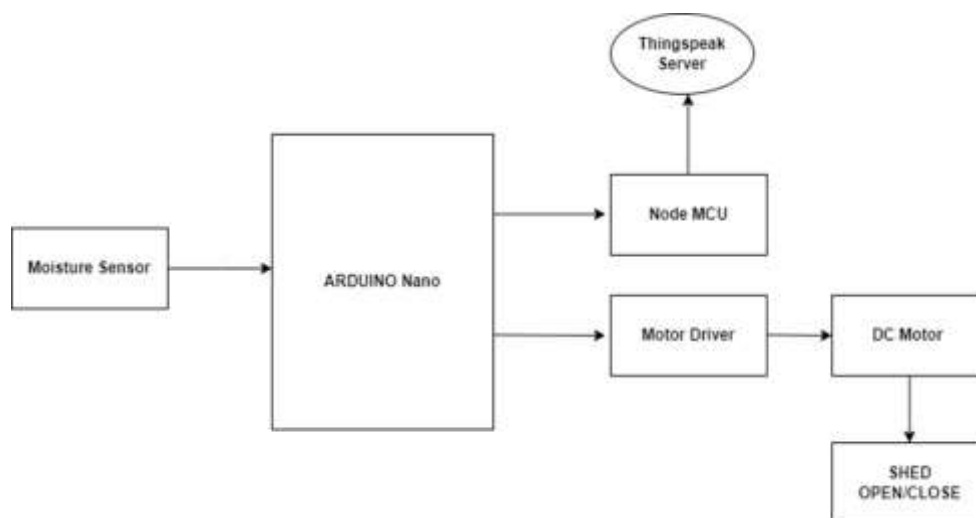 Thingspeak
Server
Node MCU
Moisture Sensor
ARDUINO Nano
Motor Driver
DC Motor
SHED
OPEN/CLOSE